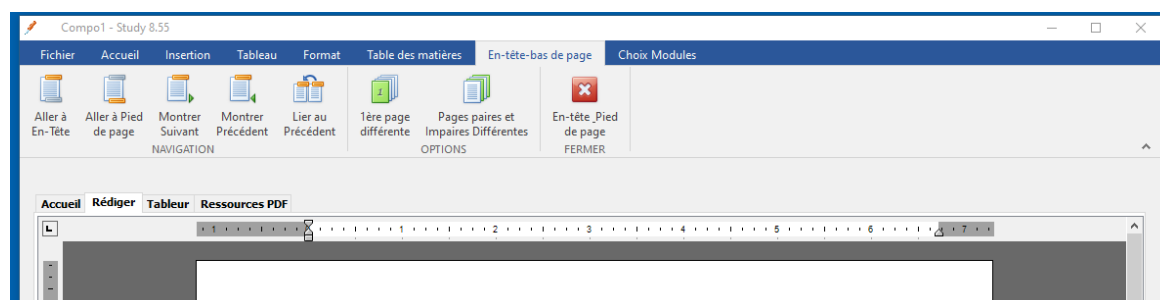 Compo1 - Study 8.55
Fichier Accueil Insertion Tableau Format Table des matières En-tête-bas de page Choix Modules
Aller à Aller à Pied Montrer Montrer Lier au 1ère page Pages paires et En-tête_Pied
En-Tête de page Suivant Précédent Précédent différente Impaires Différentes de page
NAVIGATION OPTIONS FERMER
Accueil Rédiger Tableur Ressources PDF
L 1 1 2 3 4 5 6 7